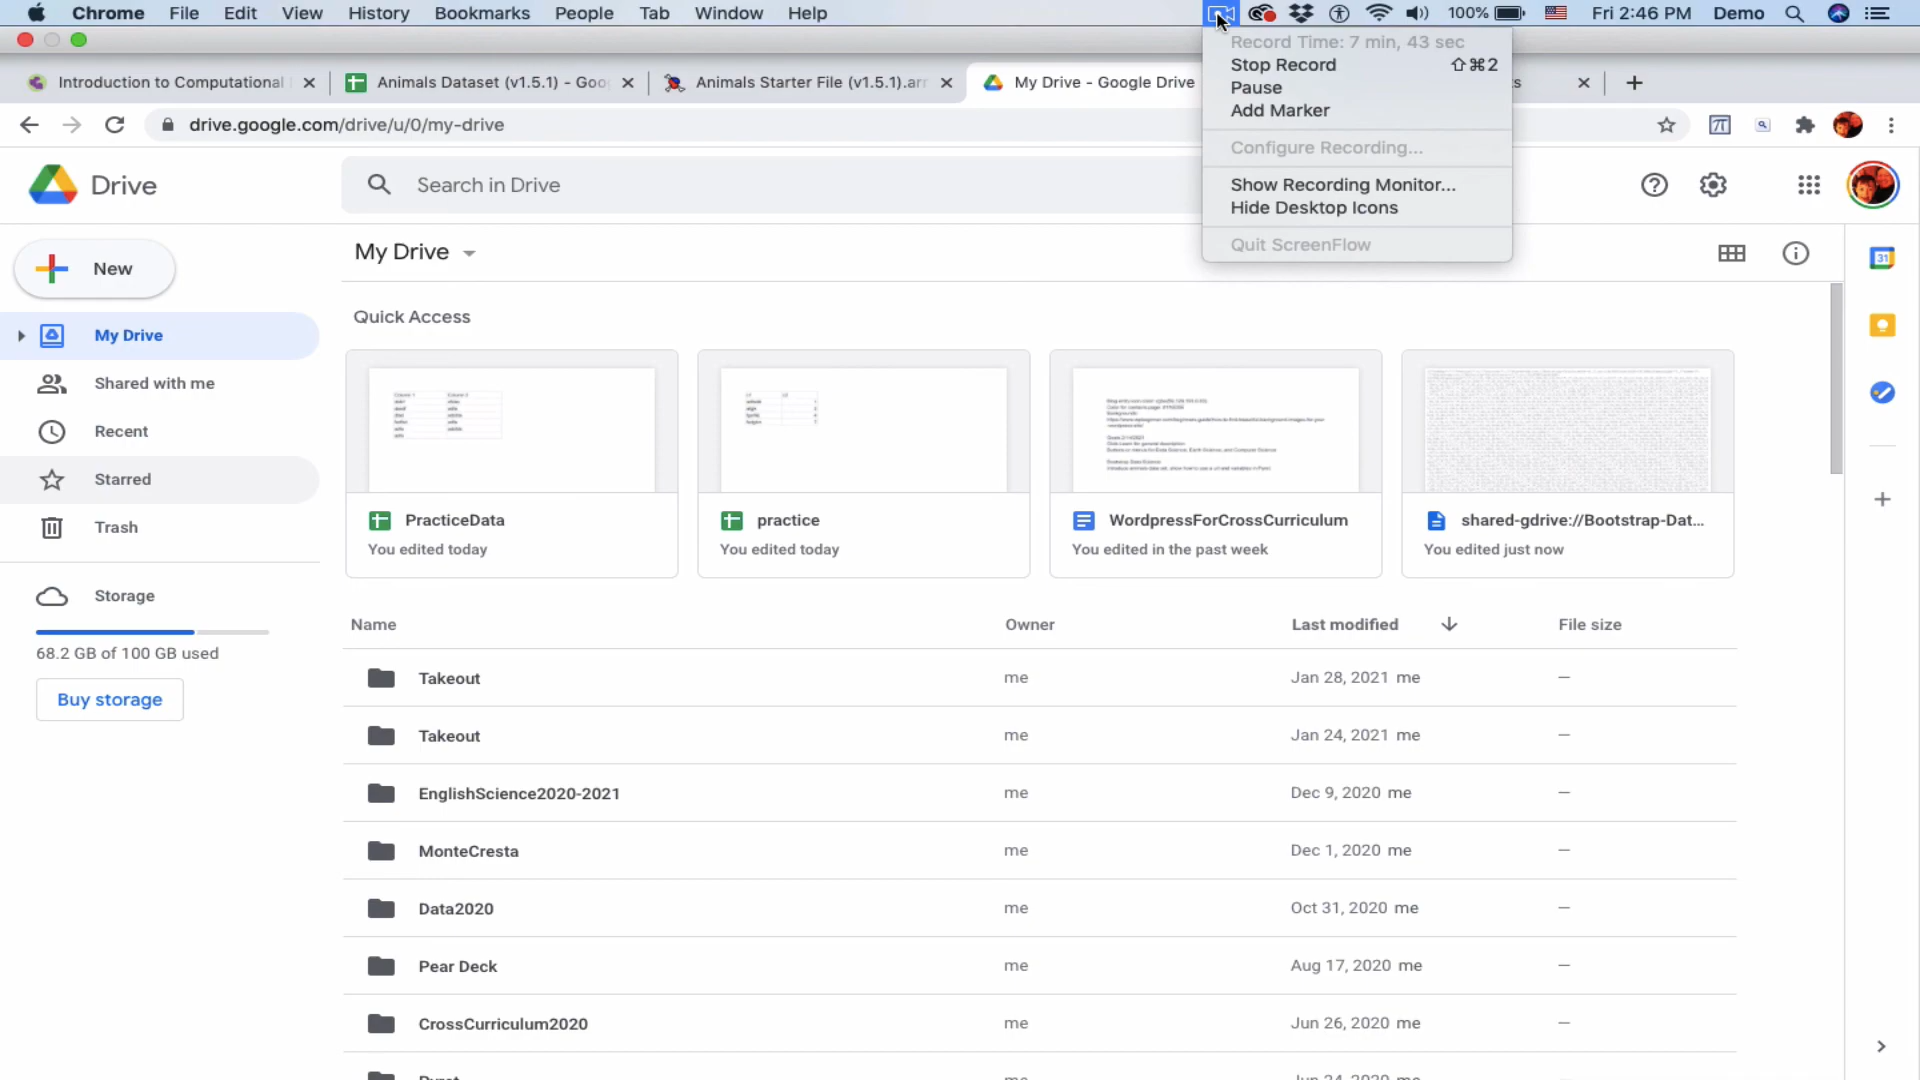 Chrome File Edit View History Bookmarks People Tab Window Help 100% Fri 2:46 PM Demo
Record Time: 7 min, 43 sec
Stop Record ⇧⌘2
Pause
Add Marker
Configure Recording...
Show Recording Monitor...
Hide Desktop Icons
Quit ScreenFlow
Introduction to Computational Animals Dataset (v1.5.1) - Goo Animals Starter File (v1.5.1).arr My Drive - Google Drive
drive.google.com/drive/u/0/my-drive
Drive Search in Drive
New
My Drive
Shared with me
Recent
Starred
Trash
Storage
68.2 GB of 100 GB used
Buy storage
My Drive
Quick Access
PracticeData
You edited today
practice
You edited today
WordpressForCrossCurriculum
You edited in the past week
shared-gdrive://Bootstrap-Dat...
You edited just now
Name Owner Last modified File size
Takeout me Jan 28, 2021 me —
Takeout me Jan 24, 2021 me —
EnglishScience2020-2021 me Dec 9, 2020 me —
MonteCresta me Dec 1, 2020 me —
Data2020 me Oct 31, 2020 me —
Pear Deck me Aug 17, 2020 me —
CrossCurriculum2020 me Jun 26, 2020 me —
31